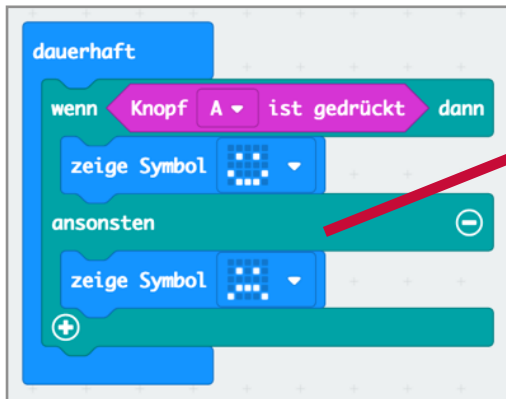 dauerhaft
wenn Knopf A ist gedrückt dann
zeige Symbol
ansonsten
zeige Symbol